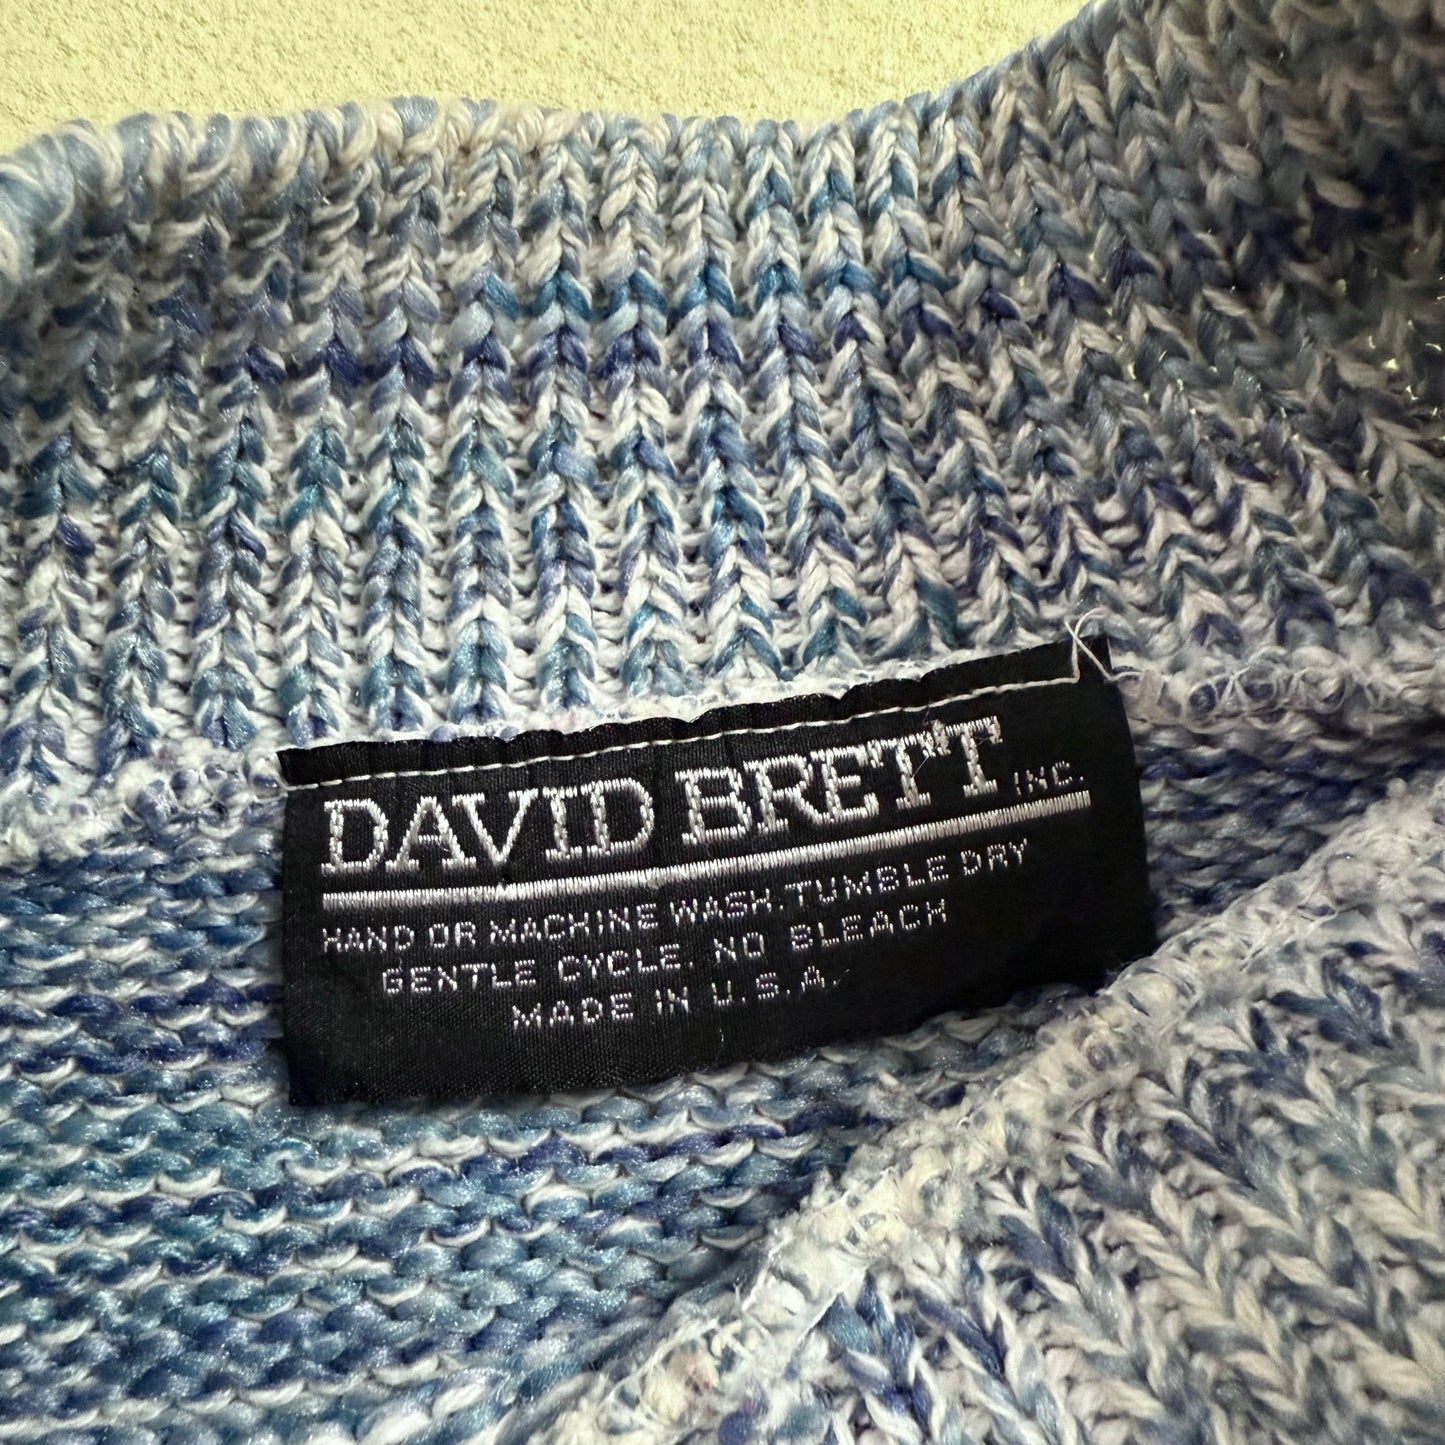 DAVID BRETT INC.
HAND OR MACHINE WASH. TUMBLE DRY
GENTLE CYCLE. NO BLEACH
MADE IN U.S.A.